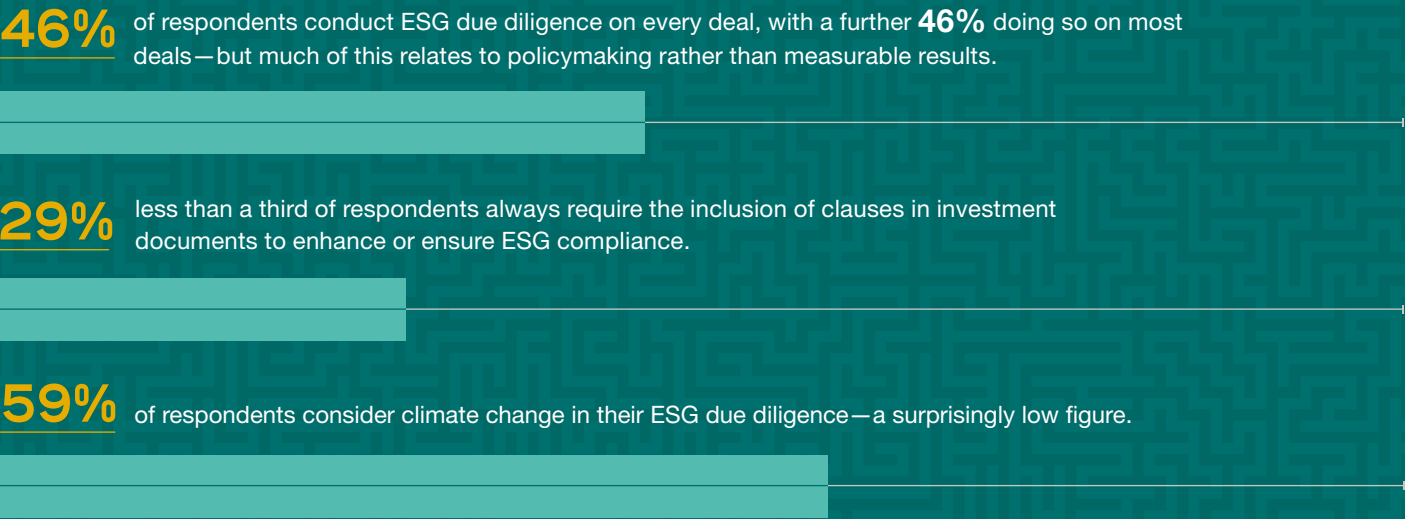 46% of respondents conduct ESG due diligence on every deal, with a further 46% doing so on most
deals—but much of this relates to policymaking rather than measurable results.
29% less than a third of respondents always require the inclusion of clauses in investment
documents to enhance or ensure ESG compliance.
59% of respondents consider climate change in their ESG due diligence—a surprisingly low figure.